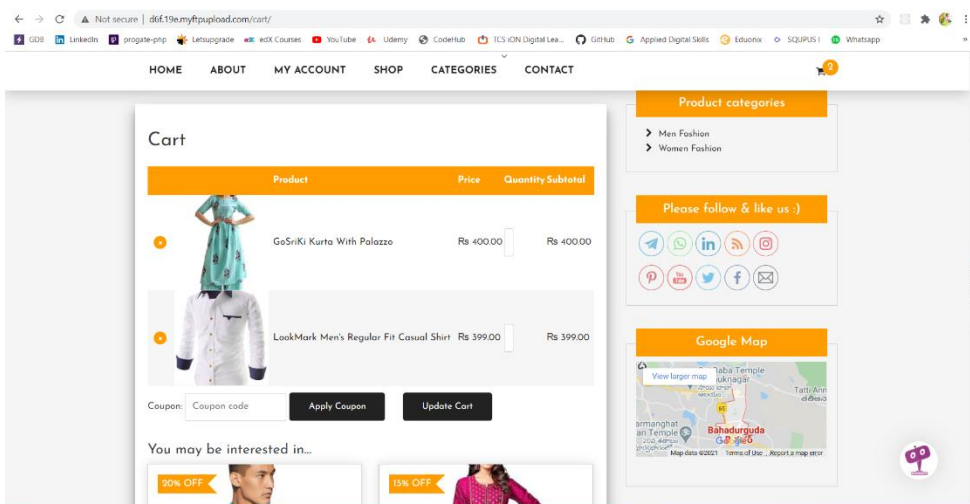 Not secure | d6f.19e.myftpupload.com/cart/
GDB LinkedIn progate-php Letsupgrade edX Courses YouTube Udemy CodeHub TCS iON Digital Lea... GitHub Applied Digital Skills Eduonix SQUPUS I Whatsapp »
HOME ABOUT MY ACCOUNT SHOP CATEGORIES CONTACT 2
Cart
Product Price Quantity Subtotal
GoSriKi Kurta With Palazzo Rs 400.00 Rs 400.00
LookMark Men's Regular Fit Casual Shirt Rs 399.00 Rs 399.00
Coupon: Coupon code Apply Coupon Update Cart
You may be interested in...
20% OFF 15% OFF
Product categories
Men Fashion
Women Fashion
Please follow & like us :)
You Tube
Google Map
View larger map
Baba Temple
65
Bahadurguda
Map data ©2021 Terms of Use Report a map error